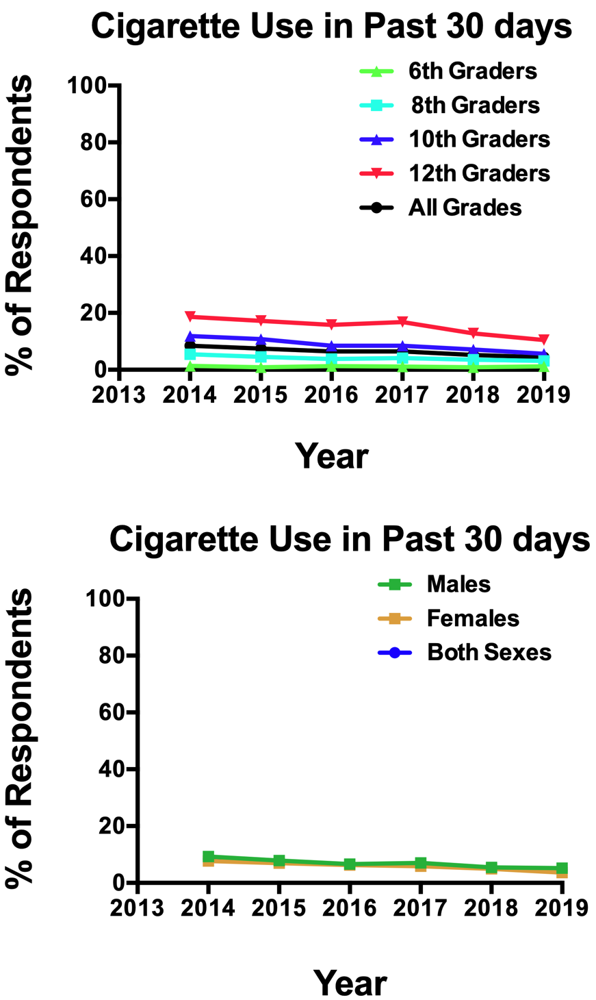 Cigarette Use in Past 30 days
6th Graders
8th Graders
10th Graders
12th Graders
All Grades
% of Respondents
100
80
60
40
20
0
2013 2014 2015 2016 2017 2018 2019
Year
Cigarette Use in Past 30 days
Males
Females
Both Sexes
% of Respondents
100
80
60
40
20
0
2013 2014 2015 2016 2017 2018 2019
Year